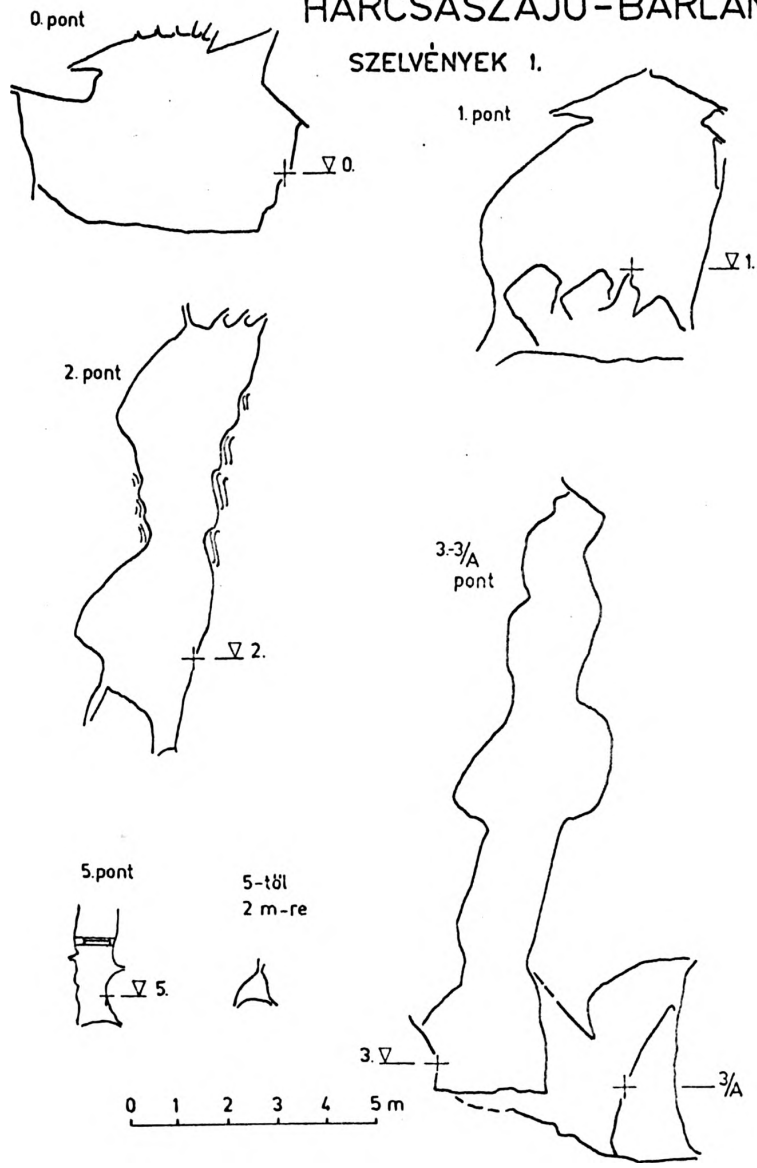 HARCSASZÁJÚ-BARLAN
SZELVÉNYEK 1.
0. pont
0.
1. pont
1.
2. pont
2.
3.-3/A
pont
5. pont
5-től
2 m-re
5.
3.
3/A
0 1 2 3 4 5 m